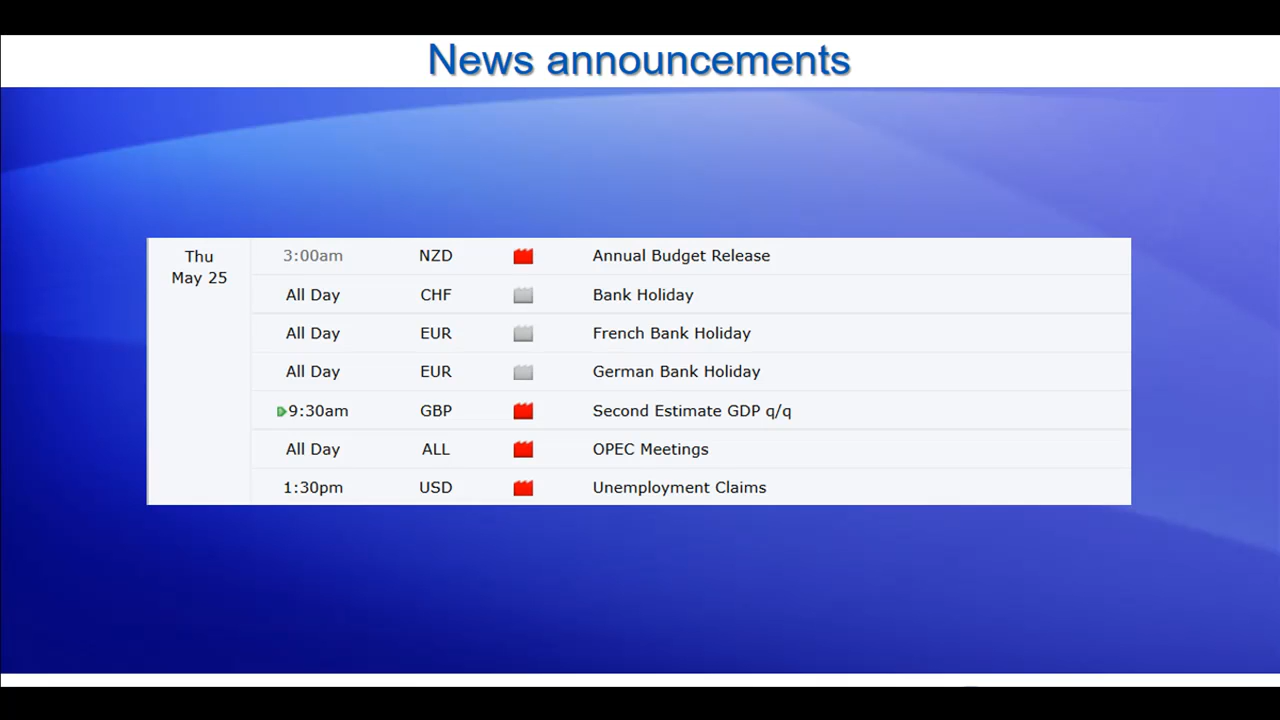 News announcements
Thu
May 25
3:00am NZD Annual Budget Release
All Day CHF Bank Holiday
All Day EUR French Bank Holiday
All Day EUR German Bank Holiday
9:30am GBP Second Estimate GDP q/q
All Day ALL OPEC Meetings
1:30pm USD Unemployment Claims